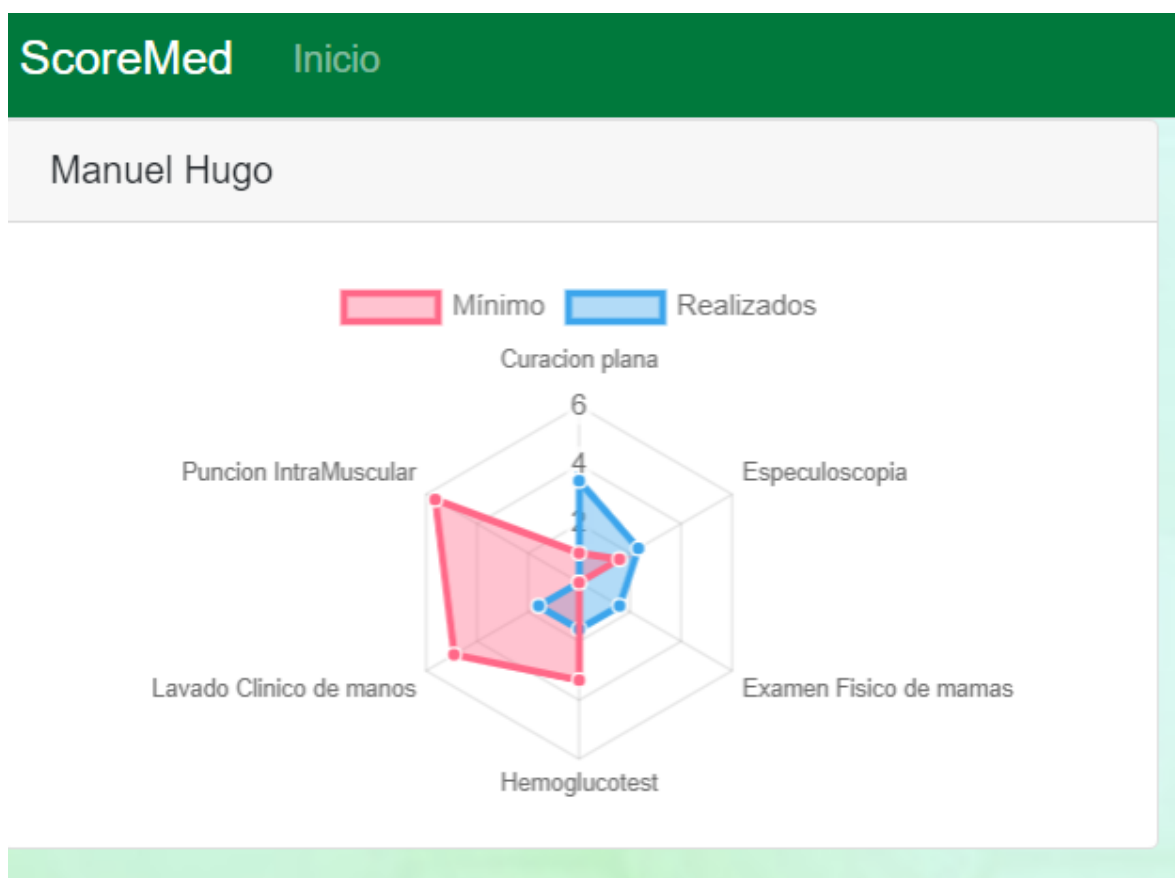 ScoreMed Inicio
Manuel Hugo
Mínimo Realizados
Curacion plana
6
Puncion IntraMuscular 4 Especuloscopia
2
Lavado Clinico de manos Examen Fisico de mamas
Hemoglucotest